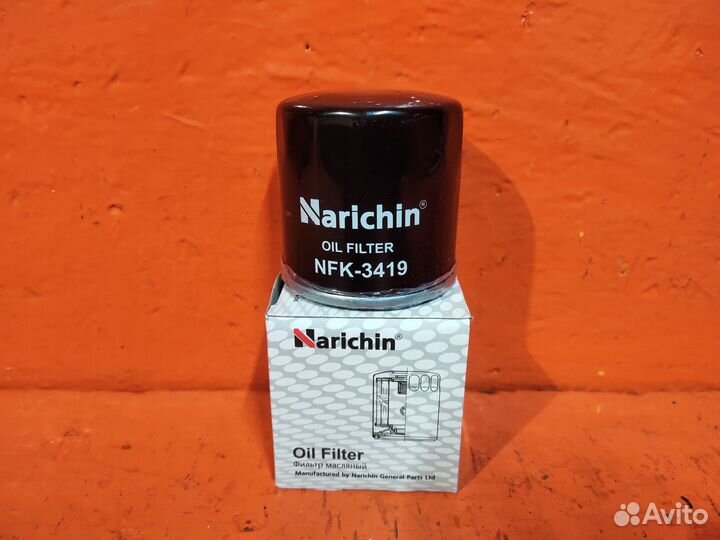 Narichin®
OIL FILTER
NFK-3419
Narichin®
Oil Filter
Фильтр масляный
Manufactured by Narichin General Parts Ltd
Avito